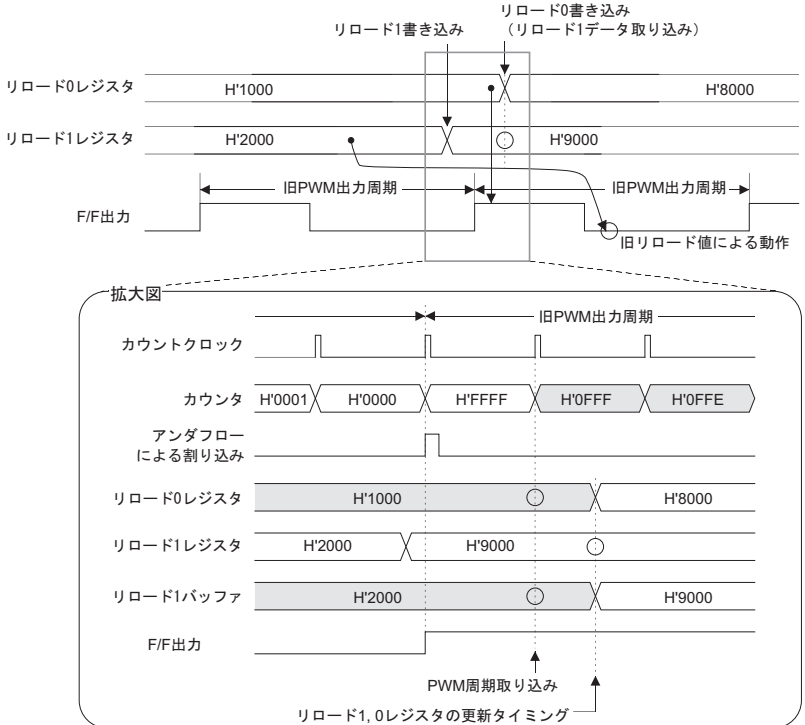 リロード0書き込み
リロード1書き込み （リロード1データ取り込み）
リロード0レジスタ H'1000 H'8000
リロード1レジスタ H'2000 H'9000
旧PWM出力周期 旧PWM出力周期
F/F出力
旧リロード値による動作
拡大図
旧PWM出力周期
カウントクロック
カウンタ H'0001 H'0000 H'FFFF H'0FFF H'0FFE
アンダフロー
による割り込み
リロード0レジスタ H'1000 H'8000
リロード1レジスタ H'2000 H'9000
リロード1バッファ H'2000 H'9000
F/F出力
PWM周期取り込み
リロード1, 0レジスタの更新タイミング